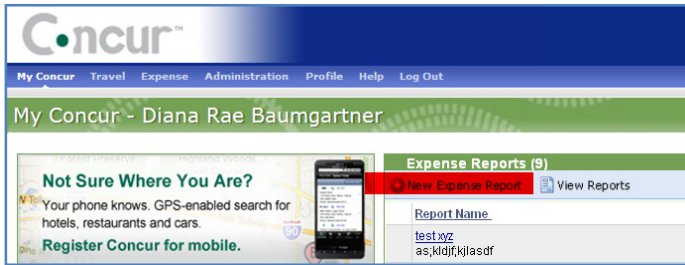 Concur™
My Concur Travel Expense Administration Profile Help Log Out
My Concur - Diana Rae Baumgartner
Not Sure Where You Are?
Your phone knows. GPS-enabled search for
hotels, restaurants and cars.
Register Concur for mobile.
Expense Reports (9)
New Expense Report View Reports
Report Name
test xyz
as;kldjf;kjlasdf